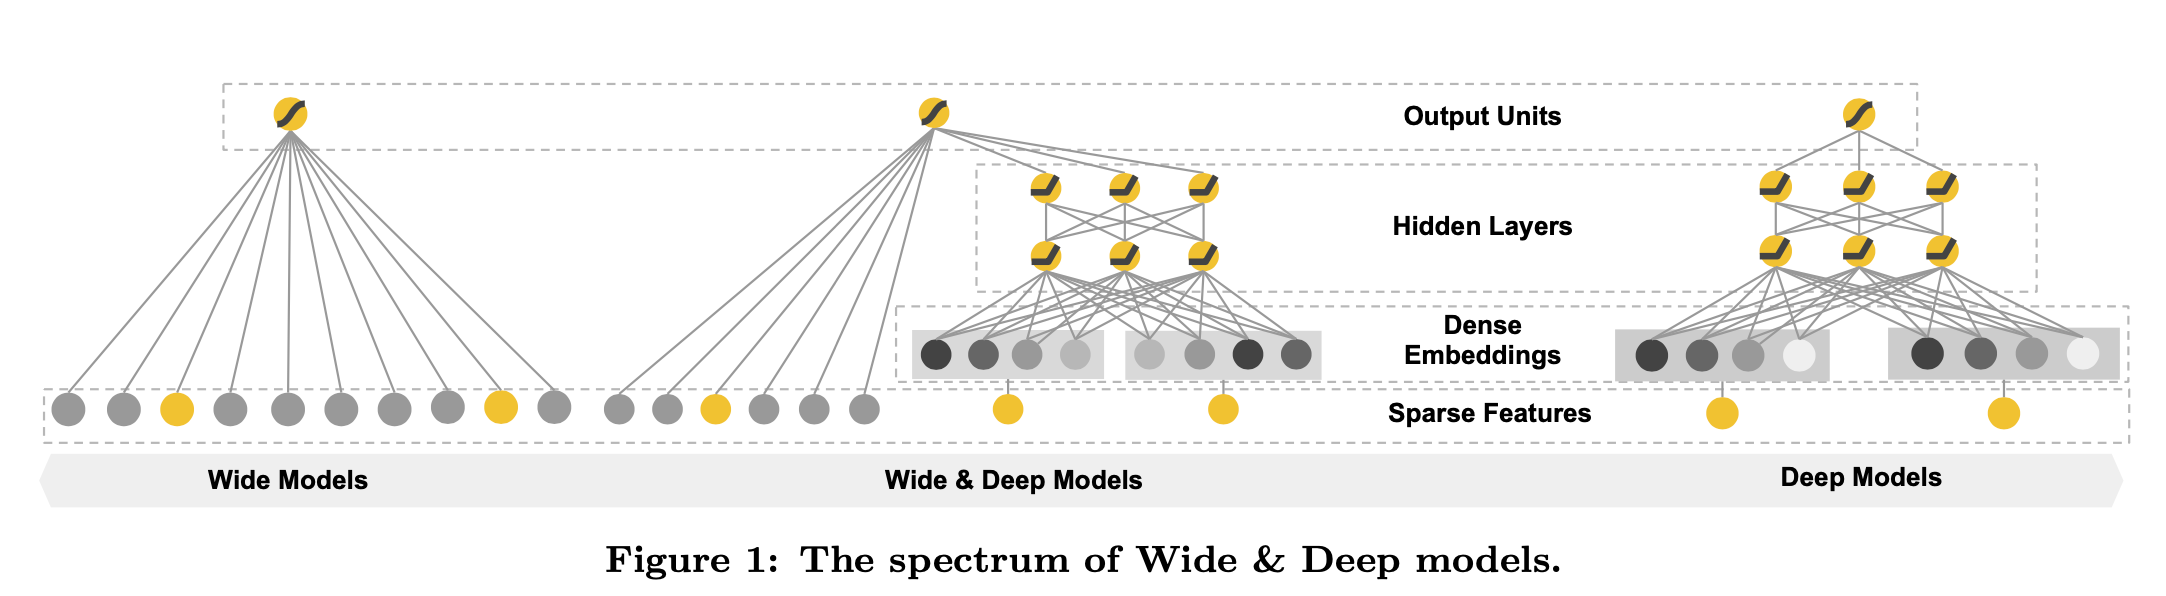 Output Units
Hidden Layers
Dense
Embeddings
Sparse Features
Wide Models
Wide & Deep Models
Deep Models
Figure 1: The spectrum of Wide & Deep models.